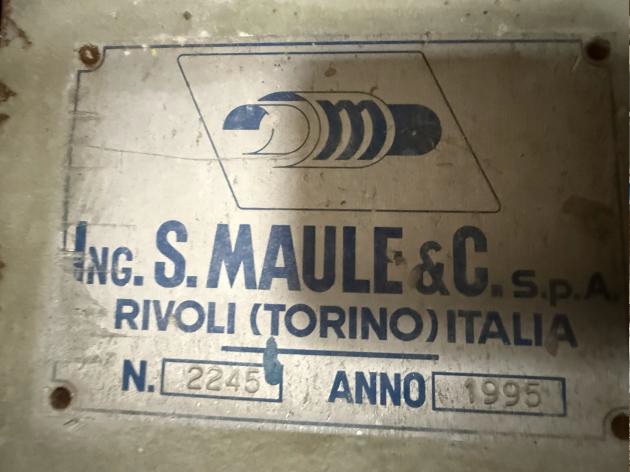 m
ING. S. MAULE & C. S.p.A.
RIVOLI (TORINO) ITALIA
N. 2245 ANNO 1995